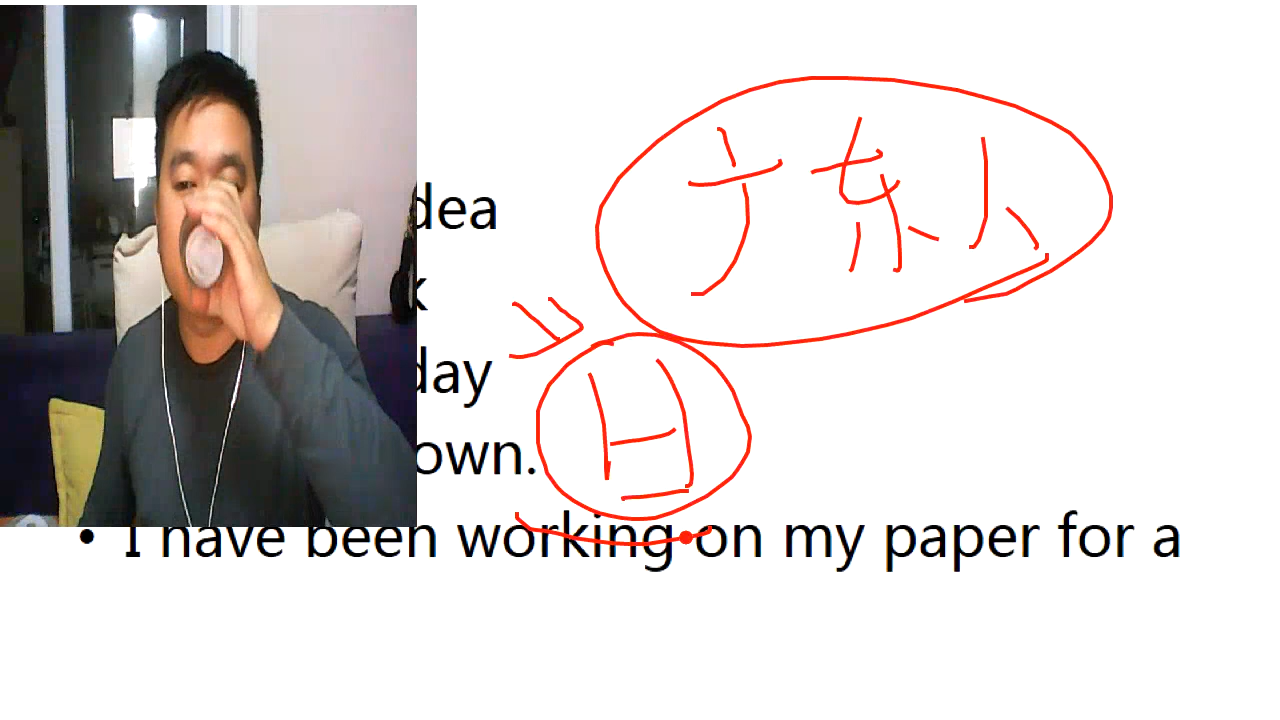 广东人
dea
k
day
日
own.
• I have been working on my paper for a